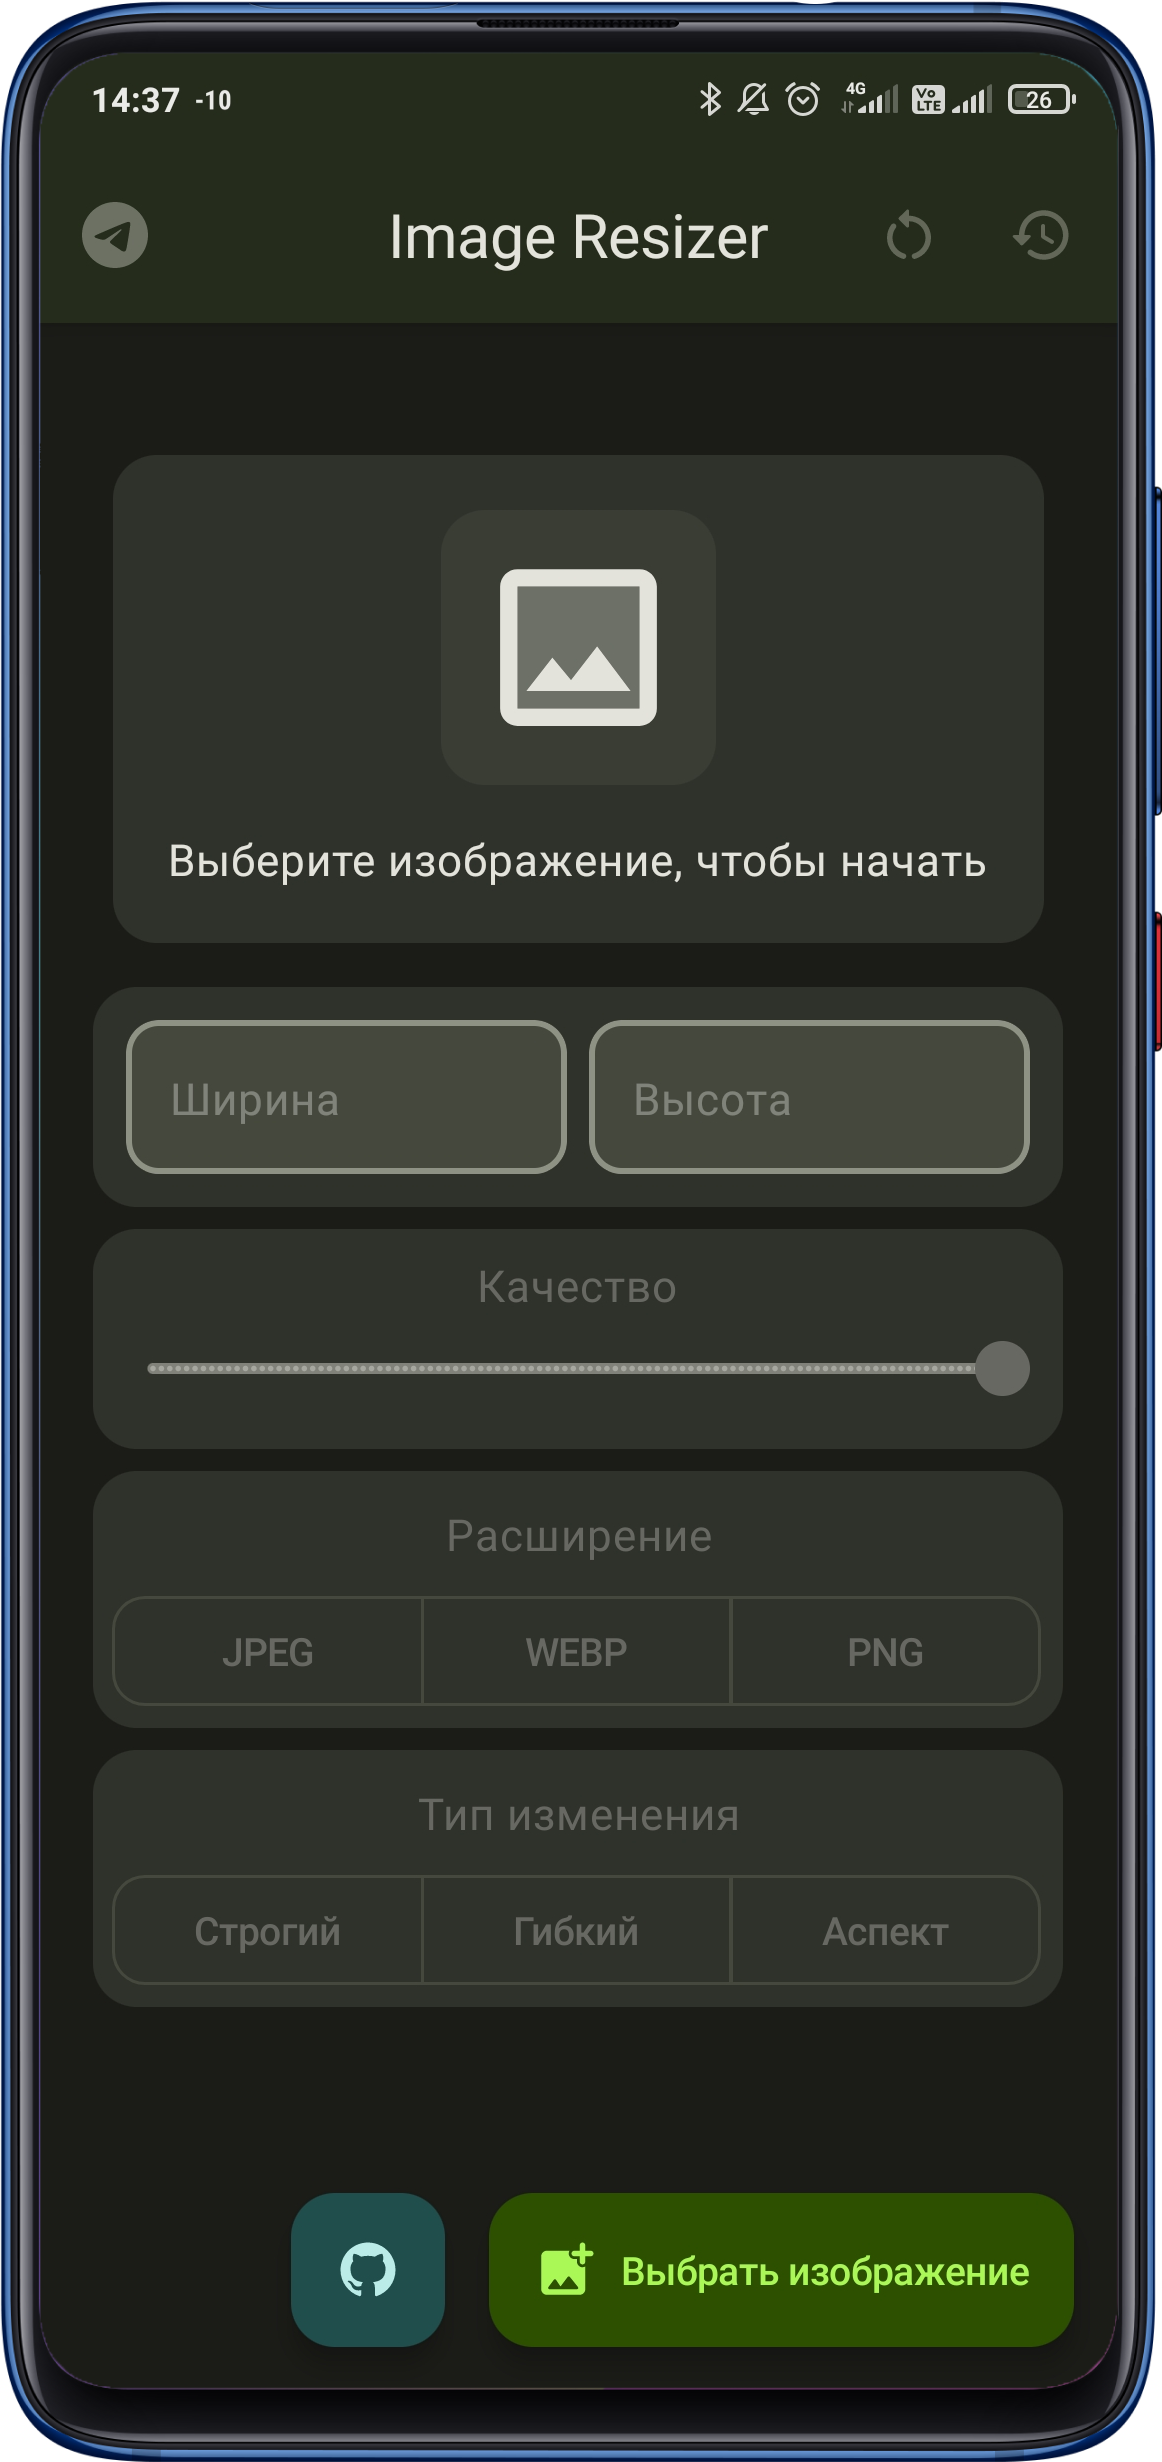 14:37 -10 4G Vo LTE 26
Image Resizer
Выберите изображение, чтобы начать
Ширина Высота
Качество
Расширение
JPEG WEBP PNG
Тип изменения
Строгий Гибкий Аспект
Выбрать изображение